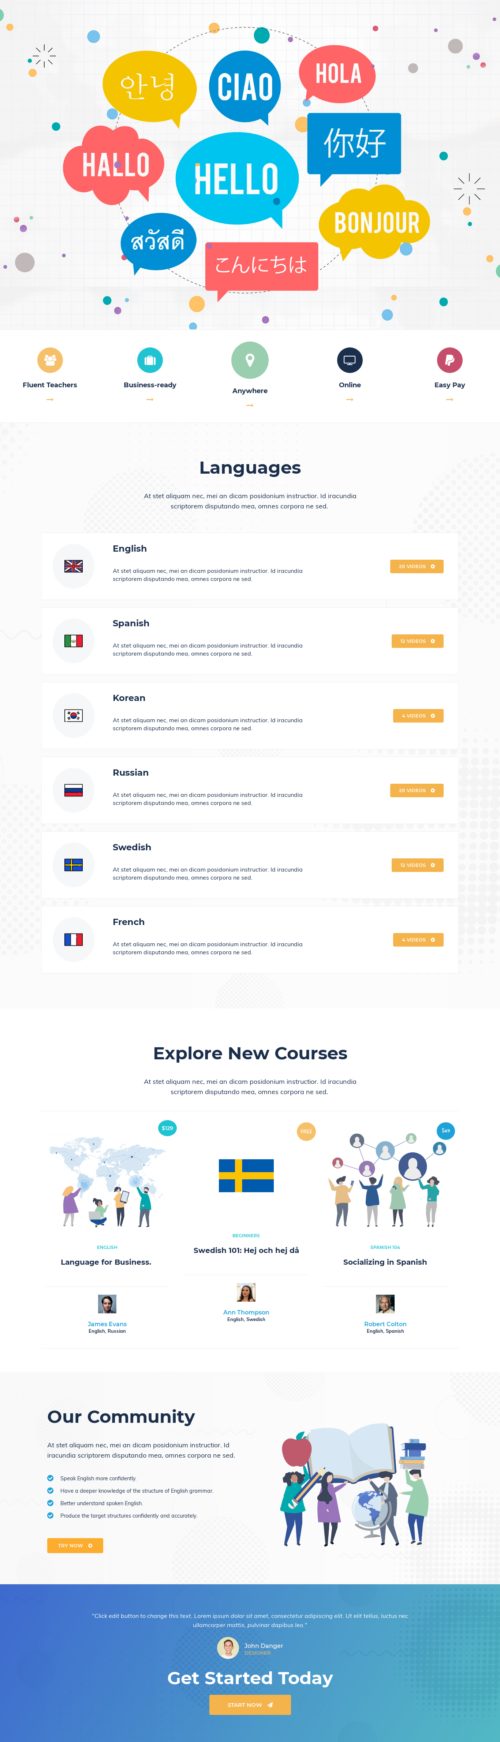 안녕
CIAO
HOLA
HALLO
HELLO
你好
สวัสดี
こんにちは
BONJOUR
Fluent Teachers
Business-ready
Anywhere
Online
Easy Pay
Languages
At stet aliquam nec, mei an dicam posidonium instructior. Id iracundia
scriptorem disputando mea, omnes corpora ne sed.
English
At stet aliquam nec, mei an dicam posidonium instructior. Id iracundia
scriptorem disputando mea, omnes corpora ne sed.
20 VIDEOS
Spanish
At stet aliquam nec, mei an dicam posidonium instructior. Id iracundia
scriptorem disputando mea, omnes corpora ne sed.
12 VIDEOS
Korean
At stet aliquam nec, mei an dicam posidonium instructior. Id iracundia
scriptorem disputando mea, omnes corpora ne sed.
4 VIDEOS
Russian
At stet aliquam nec, mei an dicam posidonium instructior. Id iracundia
scriptorem disputando mea, omnes corpora ne sed.
20 VIDEOS
Swedish
At stet aliquam nec, mei an dicam posidonium instructior. Id iracundia
scriptorem disputando mea, omnes corpora ne sed.
12 VIDEOS
French
At stet aliquam nec, mei an dicam posidonium instructior. Id iracundia
scriptorem disputando mea, omnes corpora ne sed.
4 VIDEOS
Explore New Courses
At stet aliquam nec, mei an dicam posidonium instructior. Id iracundia
scriptorem disputando mea, omnes corpora ne sed.
$129
ENGLISH
Language for Business.
James Evans
English, Russian
FREE
BEGINNERS
Swedish 101: Hej och hej då
Ann Thompson
English, Swedish
$49
SPANISH 104
Socializing in Spanish
Robert Colton
English, Spanish
Our Community
At stet aliquam nec, mei an dicam posidonium instructior. Id
iracundia scriptorem disputando mea, omnes corpora ne sed.
Speak English more confidently.
Have a deeper knowledge of the structure of English grammar.
Better understand spoken English.
Produce the target structures confidently and accurately.
TRY NOW
"Click edit button to change this text. Lorem ipsum dolor sit amet, consectetur adipiscing elit. Ut elit tellus, luctus nec
ullamcorper mattis, pulvinar dapibus leo."
John Danger
DESIGNER
Get Started Today
START NOW